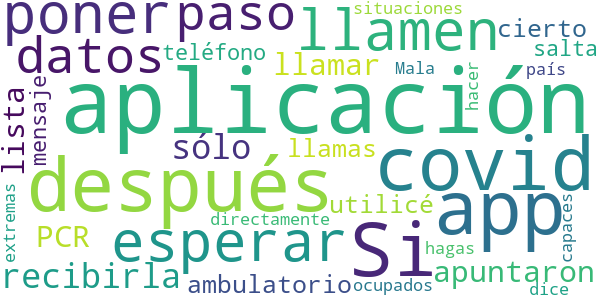 poner paso llamen situaciones cierto
datos teléfono llamar Mala país salta
aplicación hacer
lista mensaje sólo llamas covid
después utilicé app
extremas PCR directamente Si capaces
esperar hagas apuntaron
recibirla ambulatorio ocupados dice